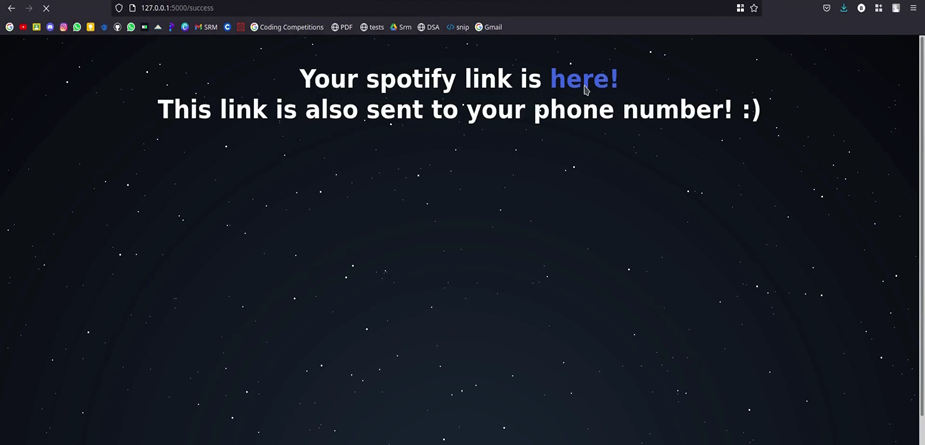 127.0.0.1:5000/success
SRM
Coding Competitions
PDF
tests
Srm
DSA
snip
Gmail
Your spotify link is here!
This link is also sent to your phone number! :)